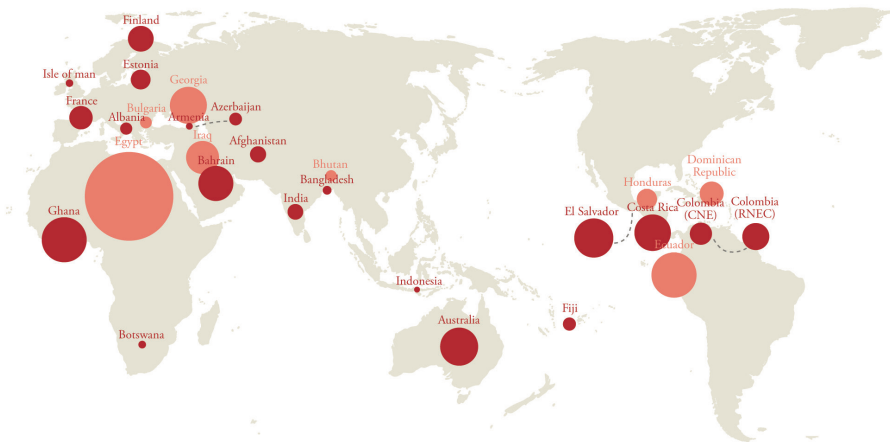 Finland
Estonia
Isle of man
Georgia
France
Bulgaria
Albania
Armenia
Azerbaijan
Egypt
Iraq
Afghanistan
Bahrain
Bhutan
Bangladesh
India
Ghana
Dominican
Republic
Honduras
El Salvador
Costa Rica
Colombia
(CNE)
Colombia
(RNEC)
Ecuador
Indonesia
Fiji
Australia
Botswana